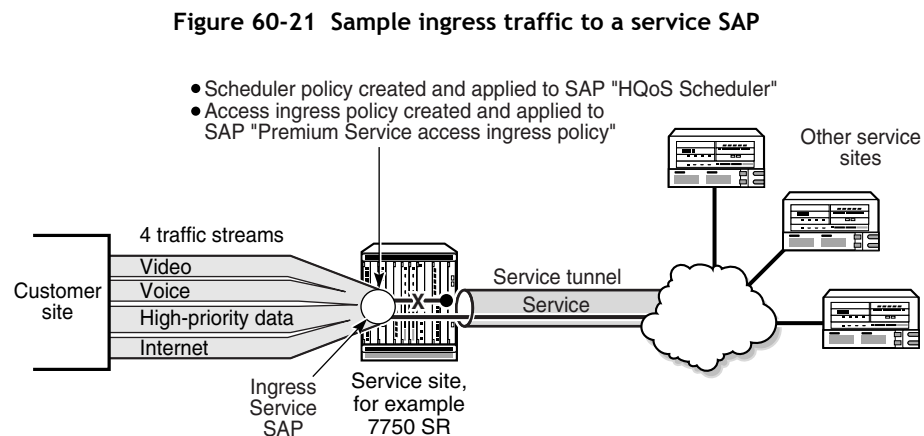 Figure 60-21 Sample ingress traffic to a service SAP
● Scheduler policy created and applied to SAP "HQoS Scheduler"
● Access ingress policy created and applied to
SAP "Premium Service access ingress policy"
Other service
sites
4 traffic streams
Video
Voice
High-priority data
Internet
Customer
site
X
Service tunnel
Service
Ingress
Service
SAP
Service site,
for example
7750 SR